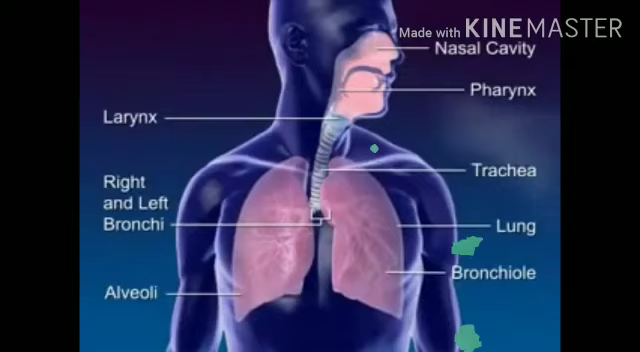 Made with KINEMASTER
Nasal Cavity
Pharynx
Larynx
Trachea
Right
and Left
Bronchi
Lung
Bronchiole
Alveoli